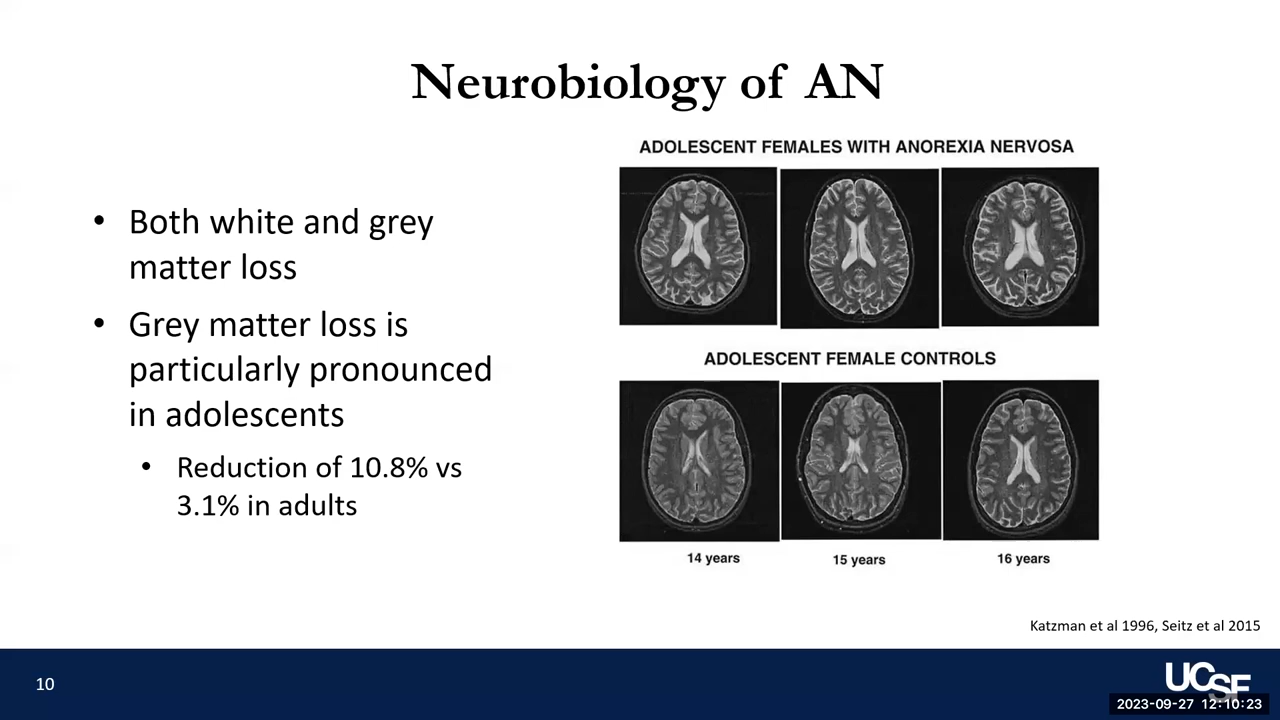 Neurobiology of AN
• Both white and grey
matter loss
• Grey matter loss is
particularly pronounced
in adolescents
• Reduction of 10.8% vs
3.1% in adults
ADOLESCENT FEMALES WITH ANOREXIA NERVOSA
ADOLESCENT FEMALE CONTROLS
14 years 15 years 16 years
Katzman et al 1996, Seitz et al 2015
10
UCSF
2023-09-27 12:10:23